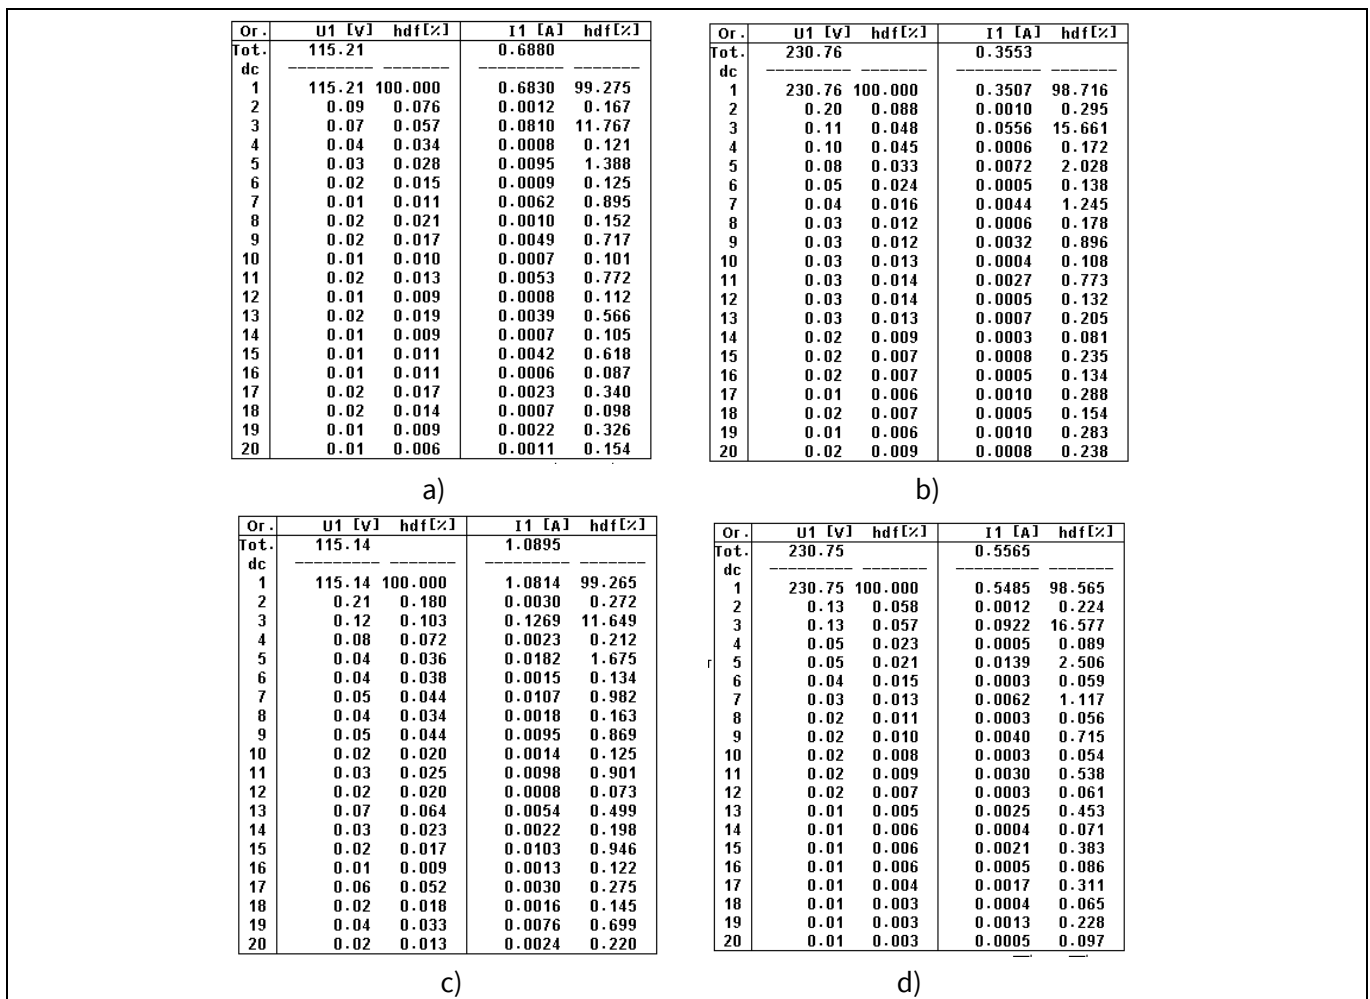 Or. U1 [V] hdf[%] I1 [A] hdf[%]
Tot. 115.21 0.6880
dc --------- ------- --------- -------
1 115.21 100.000 0.6830 99.275
2 0.09 0.076 0.0012 0.167
3 0.07 0.057 0.0810 11.767
4 0.04 0.034 0.0008 0.121
5 0.03 0.028 0.0095 1.388
6 0.02 0.015 0.0009 0.125
7 0.01 0.011 0.0062 0.895
8 0.02 0.021 0.0010 0.152
9 0.02 0.017 0.0049 0.717
10 0.01 0.010 0.0007 0.101
11 0.02 0.013 0.0053 0.772
12 0.01 0.009 0.0008 0.112
13 0.02 0.019 0.0039 0.566
14 0.01 0.009 0.0007 0.105
15 0.01 0.011 0.0042 0.618
16 0.01 0.011 0.0006 0.087
17 0.02 0.017 0.0023 0.340
18 0.02 0.014 0.0007 0.098
19 0.01 0.009 0.0022 0.326
20 0.01 0.006 0.0011 0.154
a)
Or. U1 [V] hdf[%] I1 [A] hdf[%]
Tot. 230.76 0.3553
dc --------- ------- --------- -------
1 230.76 100.000 0.3507 98.716
2 0.20 0.088 0.0010 0.295
3 0.11 0.048 0.0556 15.661
4 0.10 0.045 0.0006 0.172
5 0.08 0.033 0.0072 2.028
6 0.05 0.024 0.0005 0.138
7 0.04 0.016 0.0044 1.245
8 0.03 0.012 0.0006 0.178
9 0.03 0.012 0.0032 0.896
10 0.03 0.013 0.0004 0.108
11 0.03 0.014 0.0027 0.773
12 0.03 0.014 0.0005 0.132
13 0.03 0.013 0.0007 0.205
14 0.02 0.009 0.0003 0.081
15 0.02 0.007 0.0008 0.235
16 0.02 0.007 0.0005 0.134
17 0.01 0.006 0.0010 0.288
18 0.02 0.007 0.0005 0.154
19 0.01 0.006 0.0010 0.283
20 0.02 0.009 0.0008 0.238
b)
Or. U1 [V] hdf[%] I1 [A] hdf[%]
Tot. 115.14 1.0895
dc --------- ------- --------- -------
1 115.14 100.000 1.0814 99.265
2 0.21 0.180 0.0030 0.272
3 0.12 0.103 0.1269 11.649
4 0.08 0.072 0.0023 0.212
5 0.04 0.036 0.0182 1.675
6 0.04 0.038 0.0015 0.134
7 0.05 0.044 0.0107 0.982
8 0.04 0.034 0.0018 0.163
9 0.05 0.044 0.0095 0.869
10 0.02 0.020 0.0014 0.125
11 0.03 0.025 0.0098 0.901
12 0.02 0.020 0.0008 0.073
13 0.07 0.064 0.0054 0.499
14 0.03 0.023 0.0022 0.198
15 0.02 0.017 0.0103 0.946
16 0.01 0.009 0.0013 0.122
17 0.06 0.052 0.0030 0.275
18 0.02 0.018 0.0016 0.145
19 0.04 0.033 0.0076 0.699
20 0.02 0.013 0.0024 0.220
c)
Or. U1 [V] hdf[%] I1 [A] hdf[%]
Tot. 230.75 0.5565
dc --------- ------- --------- -------
1 230.75 100.000 0.5485 98.565
2 0.13 0.058 0.0012 0.224
3 0.13 0.057 0.0922 16.577
4 0.05 0.023 0.0005 0.089
5 0.05 0.021 0.0139 2.506
6 0.04 0.015 0.0003 0.059
7 0.03 0.013 0.0062 1.117
8 0.02 0.011 0.0003 0.056
9 0.02 0.010 0.0040 0.715
10 0.02 0.008 0.0003 0.054
11 0.02 0.009 0.0030 0.538
12 0.02 0.007 0.0003 0.061
13 0.01 0.005 0.0025 0.453
14 0.01 0.006 0.0004 0.071
15 0.01 0.006 0.0021 0.383
16 0.01 0.006 0.0005 0.086
17 0.01 0.004 0.0017 0.311
18 0.01 0.003 0.0004 0.065
19 0.01 0.003 0.0013 0.228
20 0.01 0.003 0.0005 0.097
d)